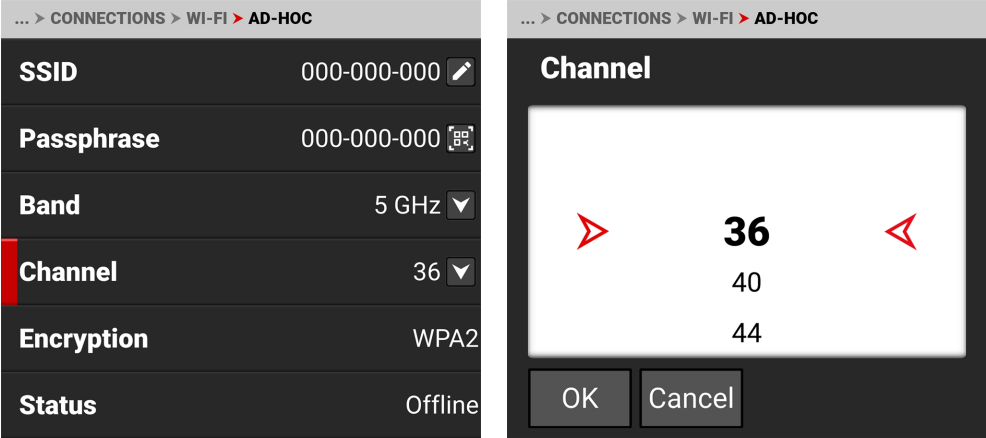 ... > CONNECTIONS > WI-FI > AD-HOC
SSID 000-000-000
Passphrase 000-000-000
Band 5 GHz
Channel 36
Encryption WPA2
Status Offline
... > CONNECTIONS > WI-FI > AD-HOC
Channel
36
40
44
OK Cancel